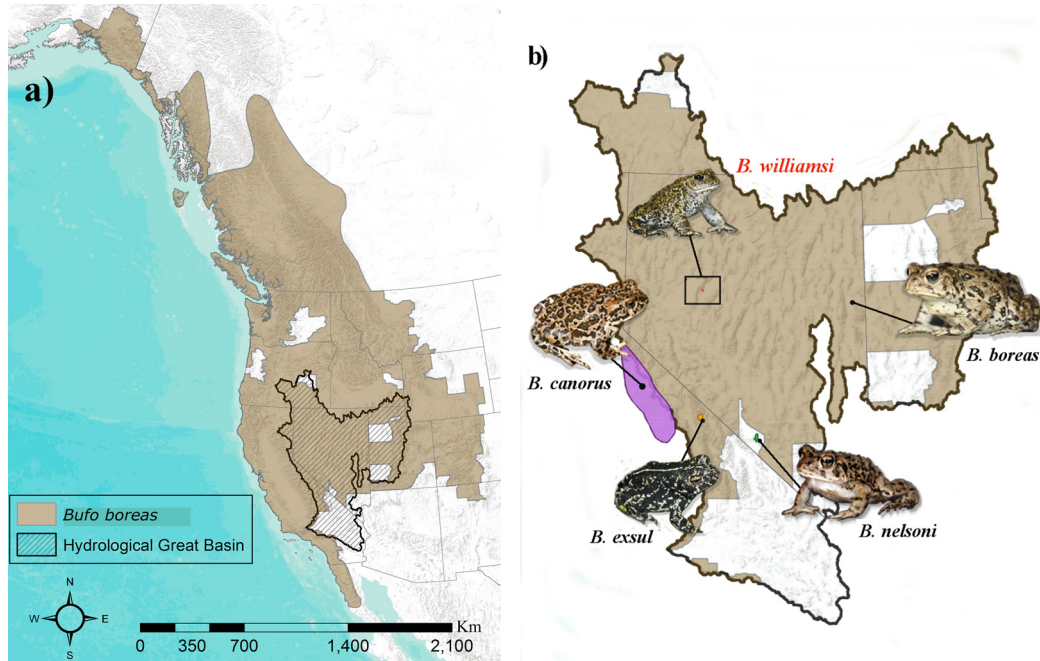 a)
Bufo boreas
Hydrological Great Basin
N
W
E
S
Km
0 350 700 1,400 2,100
b)
B. williamsi
B. canorus
B. boreas
B. exsul
B. nelsoni